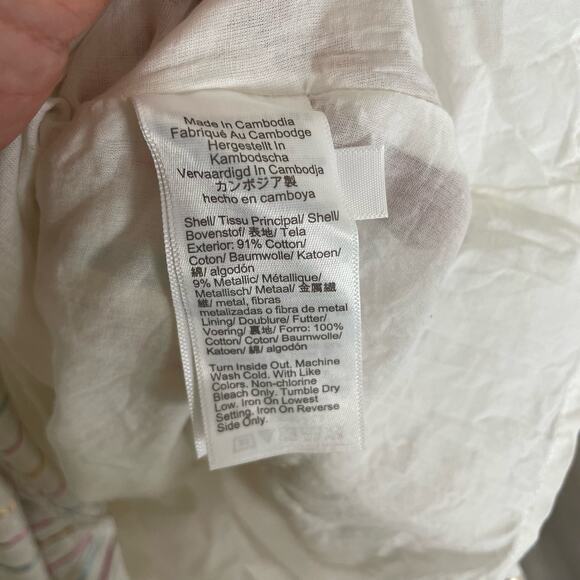 Made In Cambodia
Fabriqué Au Cambodge
Hergestellt In
Kambodscha
Vervaardigd In Cambodja
カンボジア製
hecho en camboya
Shell/ Tissu Principal/ Shell/
Bovenstof/ 表地/ Tela
Exterior: 91% Cotton/
Coton/ Baumwolle/ Katoen/
綿/ algodón
9% Metallic/ Métallique/
Metallisch/ Metaal/ 金属繊
維/ metal, fibras
metalizadas o fibra de metal
Lining/ Doublure/ Futter/
Voering/ 裏地/ Forro: 100%
Cotton/ Coton/ Baumwolle/
Katoen/ 綿/ algodón
Turn Inside Out. Machine
Wash Cold. With Like
Colors. Non-chlorine
Bleach Only. Tumble Dry
Low. Iron On Lowest
Setting. Iron On Reverse
Side Only.